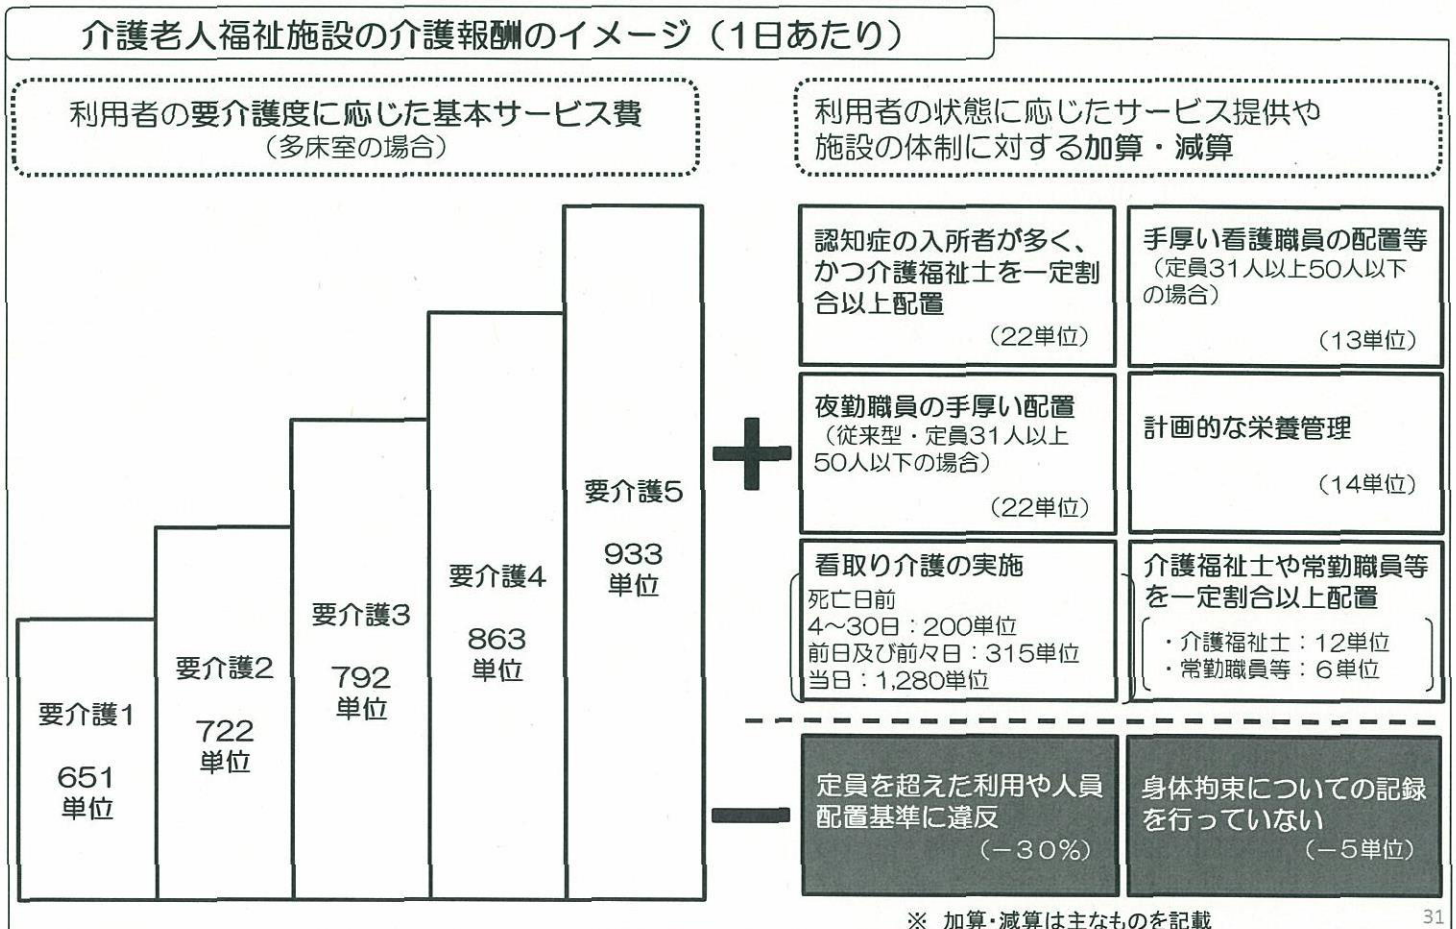 介護老人福祉施設の介護報酬のイメージ（1日あたり）
利用者の要介護度に応じた基本サービス費
（多床室の場合）
要介護1
651
単位
要介護2
722
単位
要介護3
792
単位
要介護4
863
単位
要介護5
933
単位
利用者の状態に応じたサービス提供や
施設の体制に対する加算・減算
認知症の入所者が多く、
かつ介護福祉士を一定割
合以上配置
（22単位）
手厚い看護職員の配置等
（定員31人以上50人以下
の場合）
（13単位）
夜勤職員の手厚い配置
（従来型・定員31人以上
50人以下の場合）
（22単位）
計画的な栄養管理
（14単位）
看取り介護の実施
死亡日前
4～30日：200単位
前日及び前々日：315単位
当日：1,280単位
介護福祉士や常勤職員等
を一定割合以上配置
・介護福祉士：12単位
・常勤職員等：6単位
定員を超えた利用や人員
配置基準に違反
（－30%）
身体拘束についての記録
を行っていない
（－5単位）
※ 加算・減算は主なものを記載
31